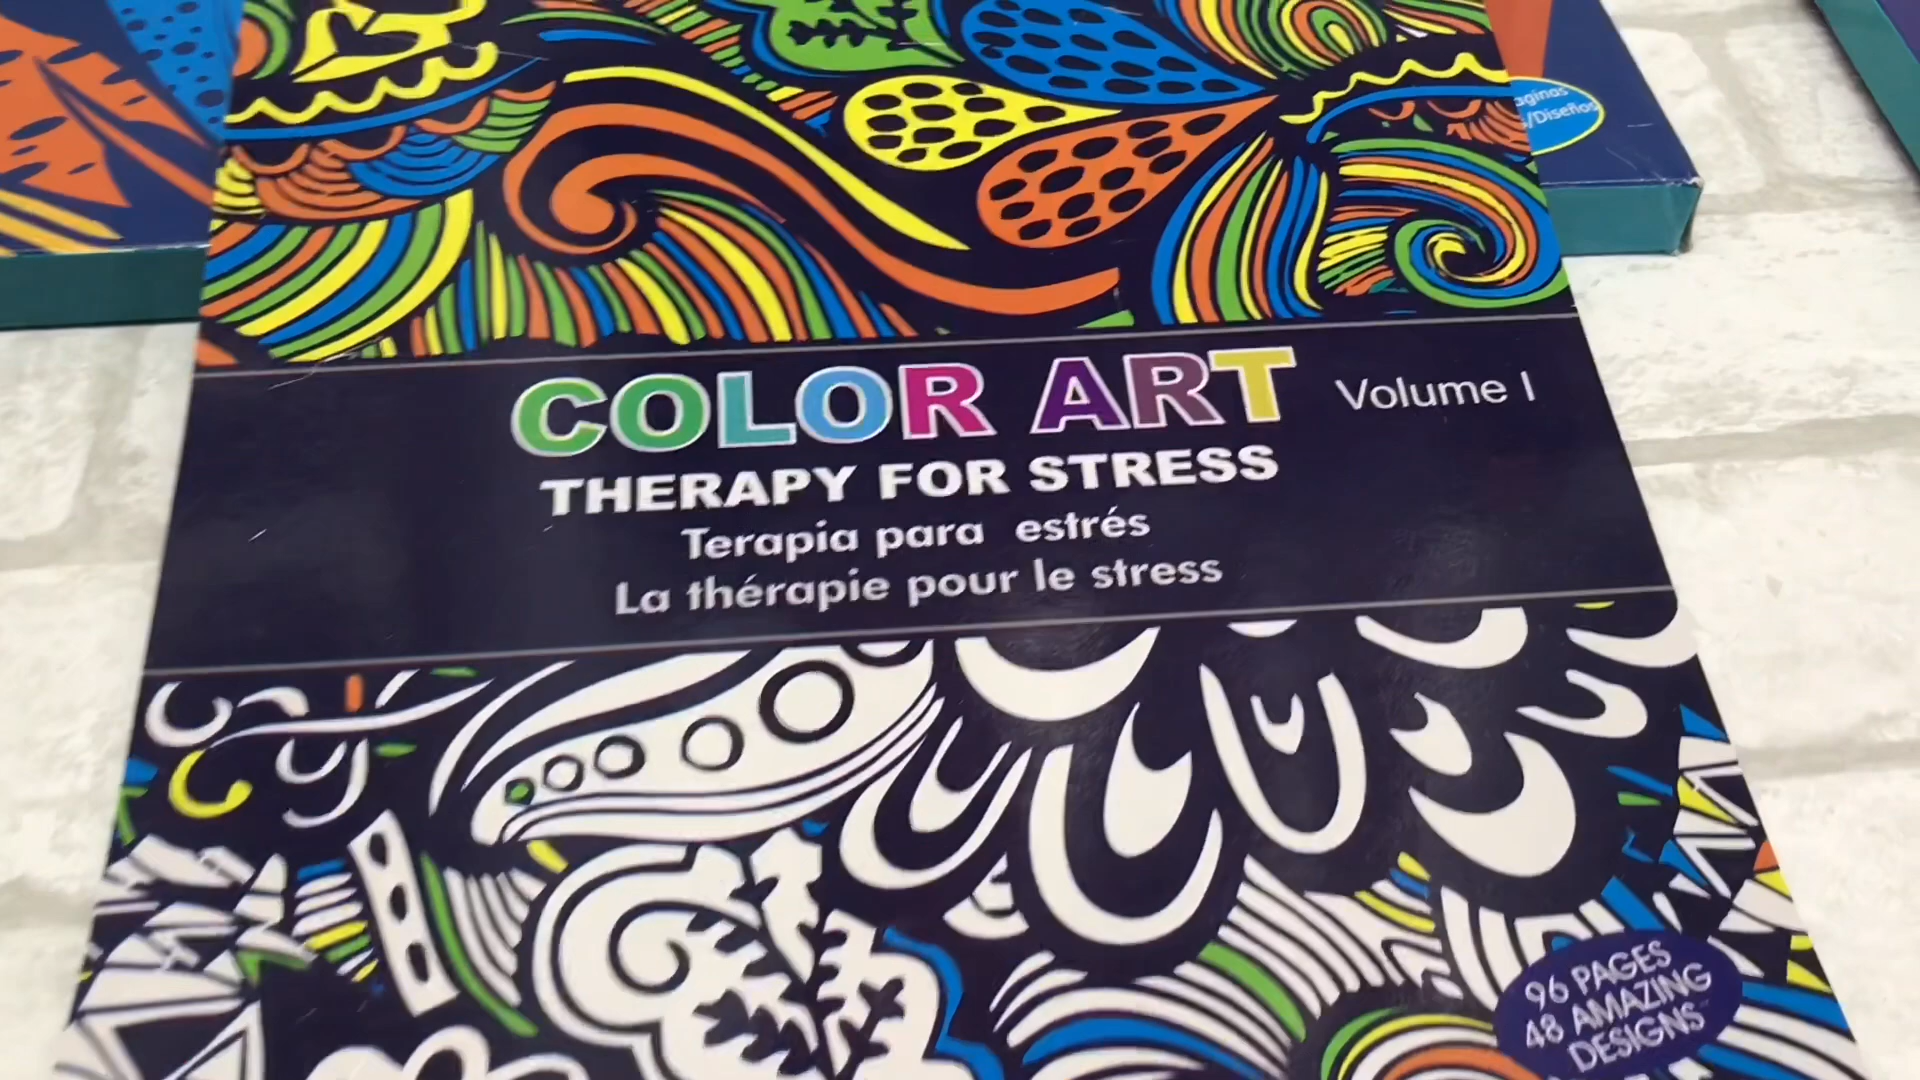 COLOR ART Volume I
THERAPY FOR STRESS
Terapia para estrés
La thérapie pour le stress
96 PAGES
48 AMAZING
DESIGNS
/Diseños